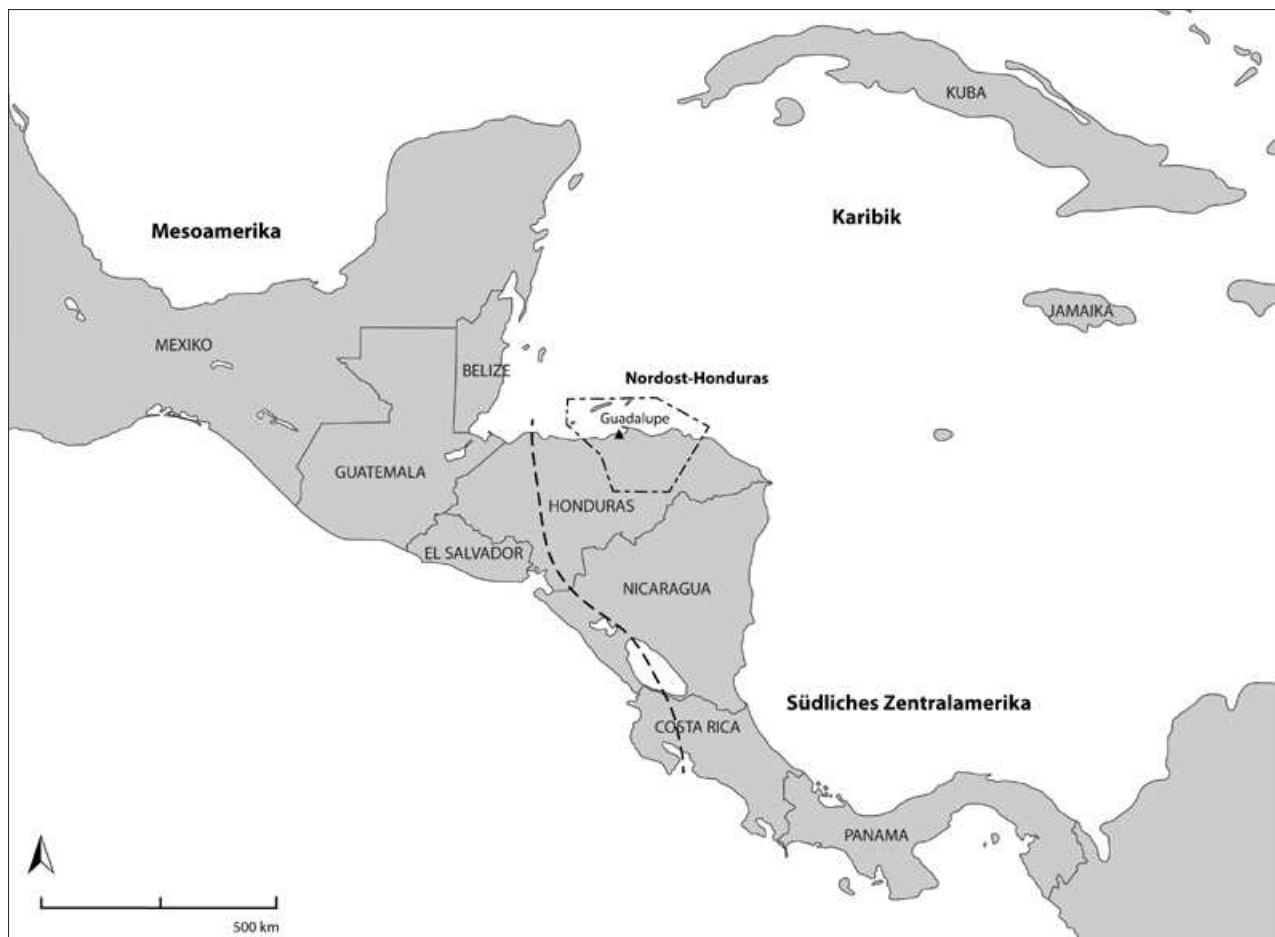 KUBA
Karibik
Mesoamerika
JAMAIKA
MEXIKO
BELIZE
Nordost-Honduras
Guadalupe
GUATEMALA
HONDURAS
EL SALVADOR
NICARAGUA
Südliches Zentralamerika
COSTA RICA
PANAMA
500 km